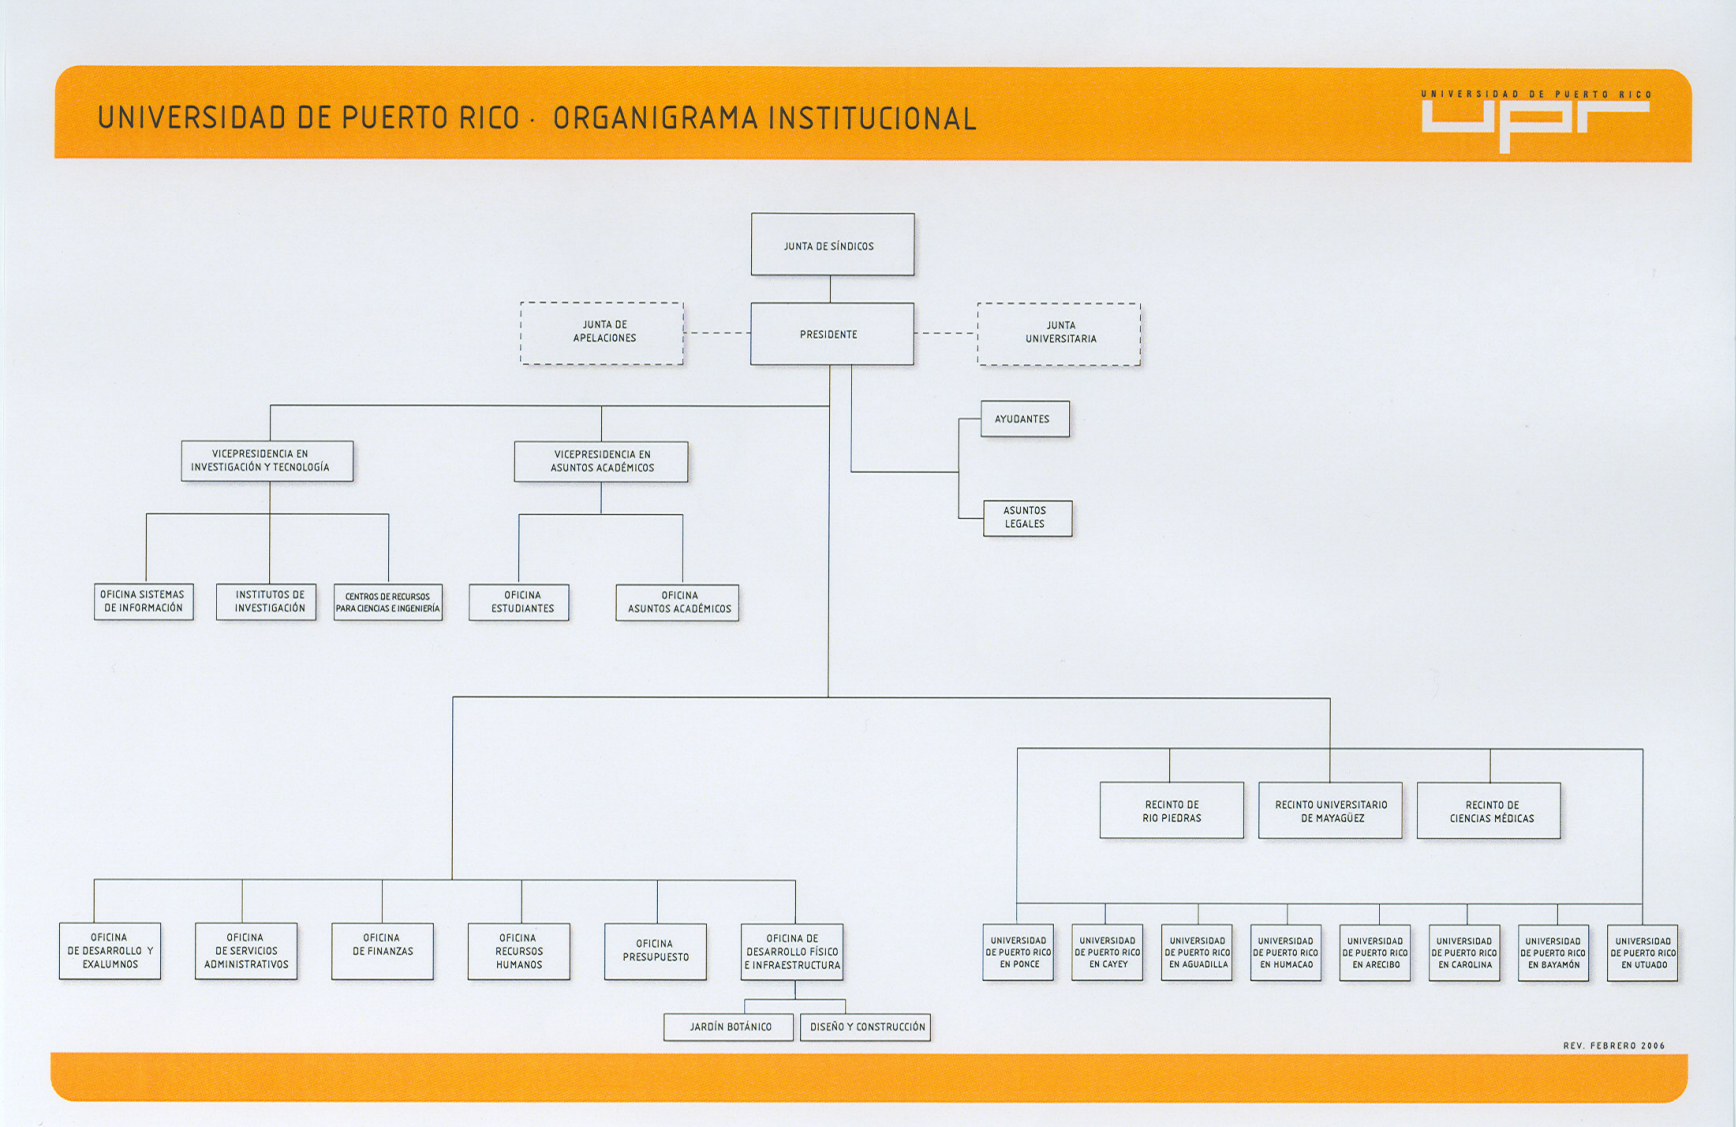 UNIVERSIDAD DE PUERTO RICO · ORGANIGRAMA INSTITUCIONAL
UNIVERSIDAD DE PUERTO RICO
upr
JUNTA DE SÍNDICOS
JUNTA DE
APELACIONES
PRESIDENTE
JUNTA
UNIVERSITARIA
AYUDANTES
VICEPRESIDENCIA EN
INVESTIGACIÓN Y TECNOLOGÍA
VICEPRESIDENCIA EN
ASUNTOS ACADÉMICOS
ASUNTOS
LEGALES
OFICINA SISTEMAS
DE INFORMACIÓN
INSTITUTOS DE
INVESTIGACIÓN
CENTROS DE RECURSOS
PARA CIENCIAS E INGENIERÍA
OFICINA
ESTUDIANTES
OFICINA
ASUNTOS ACADÉMICOS
RECINTO DE
RIO PIEDRAS
RECINTO UNIVERSITARIO
DE MAYAGÜEZ
RECINTO DE
CIENCIAS MÉDICAS
OFICINA
DE DESARROLLO Y
EXALUMNOS
OFICINA
DE SERVICIOS
ADMINISTRATIVOS
OFICINA
DE FINANZAS
OFICINA
RECURSOS
HUMANOS
OFICINA
PRESUPUESTO
OFICINA DE
DESARROLLO FÍSICO
E INFRAESTRUCTURA
UNIVERSIDAD
DE PUERTO RICO
EN PONCE
UNIVERSIDAD
DE PUERTO RICO
EN CAYEY
UNIVERSIDAD
DE PUERTO RICO
EN AGUADILLA
UNIVERSIDAD
DE PUERTO RICO
EN HUMACAO
UNIVERSIDAD
DE PUERTO RICO
EN ARECIBO
UNIVERSIDAD
DE PUERTO RICO
EN CAROLINA
UNIVERSIDAD
DE PUERTO RICO
EN BAYAMÓN
UNIVERSIDAD
DE PUERTO RICO
EN UTUADO
JARDÍN BOTÁNICO
DISEÑO Y CONSTRUCCIÓN
REV. FEBRERO 2006